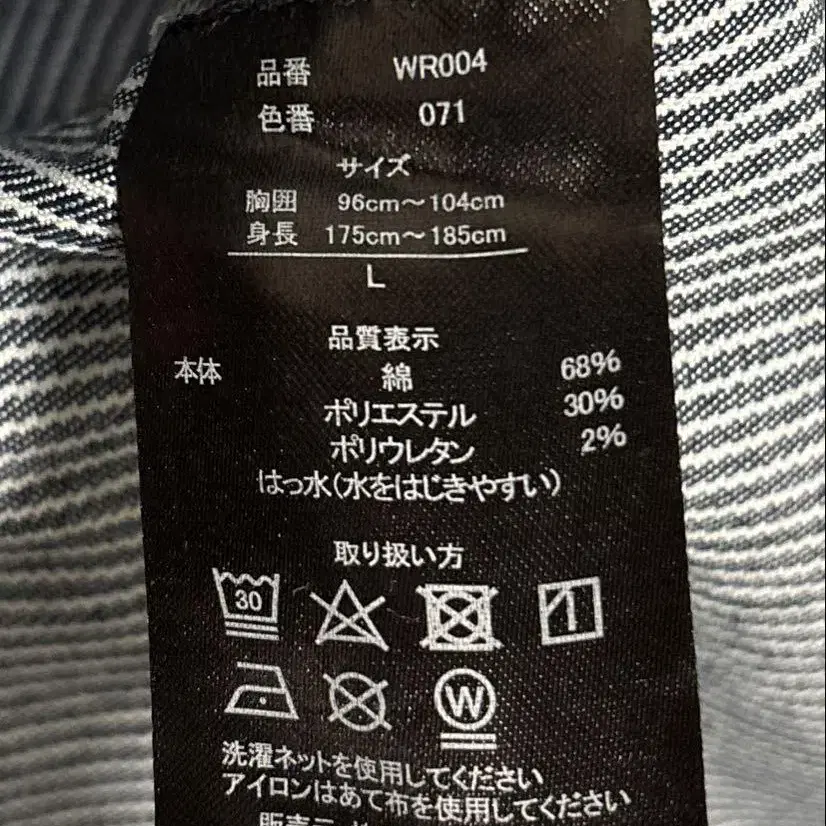 品番 WR004
色番 071
サイズ
胸囲 96cm～104cm
身長 175cm～185cm
L
品質表示
本体 綿 68%
ポリエステル 30%
ポリウレタン 2%
はっ水(水をはじきやすい)
取り扱い方
30
W
洗濯ネットを使用してください
アイロンはあて布を使用してください